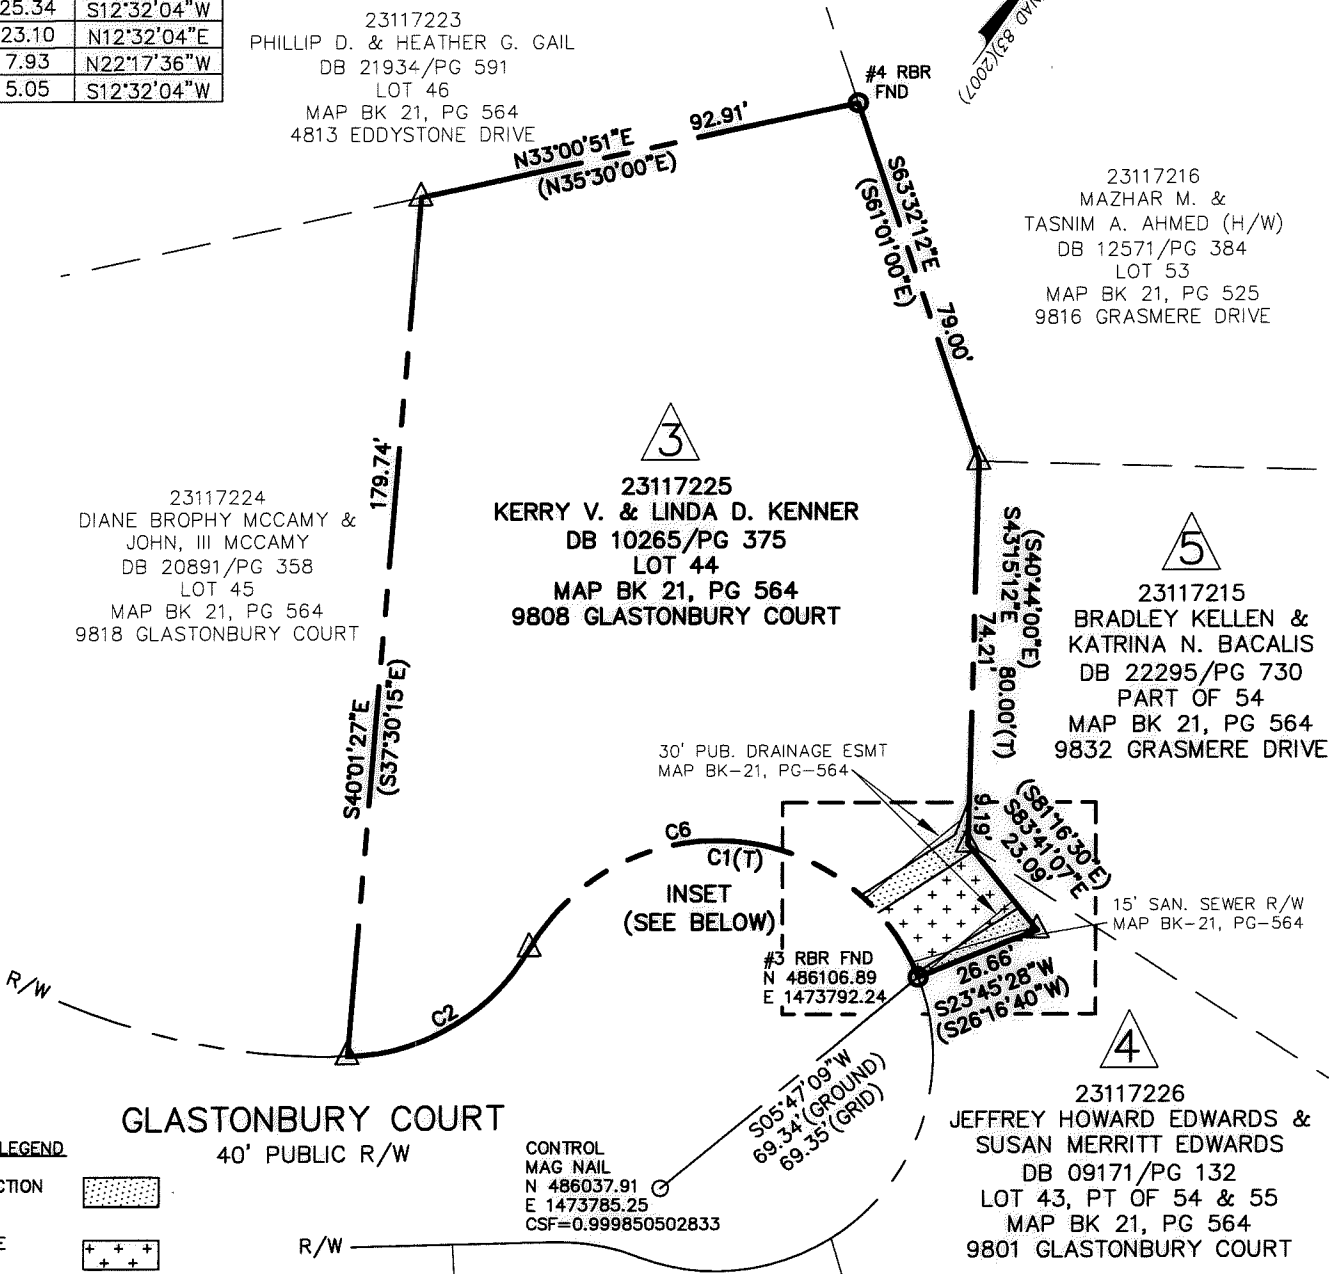 25.34 S12°32'04"W
23.10 N12°32'04"E
7.93 N22°17'36"W
5.05 S12°32'04"W
23117223
PHILLIP D. & HEATHER G. GAIL
DB 21934/PG 591
LOT 46
MAP BK 21, PG 564
4813 EDDYSTONE DRIVE
#4 RBR
FND
NAD 83(2007)
N33°00'51"E
(N35°30'00"E)
92.91'
S63°32'12"E
(S61°01'00"E)
79.00'
23117216
MAZHAR M. &
TASNIM A. AHMED (H/W)
DB 12571/PG 384
LOT 53
MAP BK 21, PG 525
9816 GRASMERE DRIVE
179.74'
S40°01'27"E
(S37°30'15"E)
23117224
DIANE BROPHY MCCAMY &
JOHN, III MCCAMY
DB 20891/PG 358
LOT 45
MAP BK 21, PG 564
9818 GLASTONBURY COURT
3
23117225
KERRY V. & LINDA D. KENNER
DB 10265/PG 375
LOT 44
MAP BK 21, PG 564
9808 GLASTONBURY COURT
S43°15'12"E 74.21'
(S40°44'00"E) 80.00'(T)
5
23117215
BRADLEY KELLEN &
KATRINA N. BACALIS
DB 22295/PG 730
PART OF 54
MAP BK 21, PG 564
9832 GRASMERE DRIVE
30' PUB. DRAINAGE ESMT
MAP BK-21, PG-564
9.19'
(S81°16'30"E)
S83°41'07"E
23.09'
15' SAN. SEWER R/W
MAP BK-21, PG-564
C6
C1(T)
INSET
(SEE BELOW)
#3 RBR FND
N 486106.89
E 1473792.24
26.66'
S23°45'28"W
(S26°16'40"W)
C2
R/W
S05°47'09"W
69.34'(GROUND)
69.35'(GRID)
4
23117226
JEFFREY HOWARD EDWARDS &
SUSAN MERRITT EDWARDS
DB 09171/PG 132
LOT 43, PT OF 54 & 55
MAP BK 21, PG 564
9801 GLASTONBURY COURT
GLASTONBURY COURT
40' PUBLIC R/W
CONTROL
MAG NAIL
N 486037.91
E 1473785.25
CSF=0.999850502833
LEGEND
CTION
E
R/W